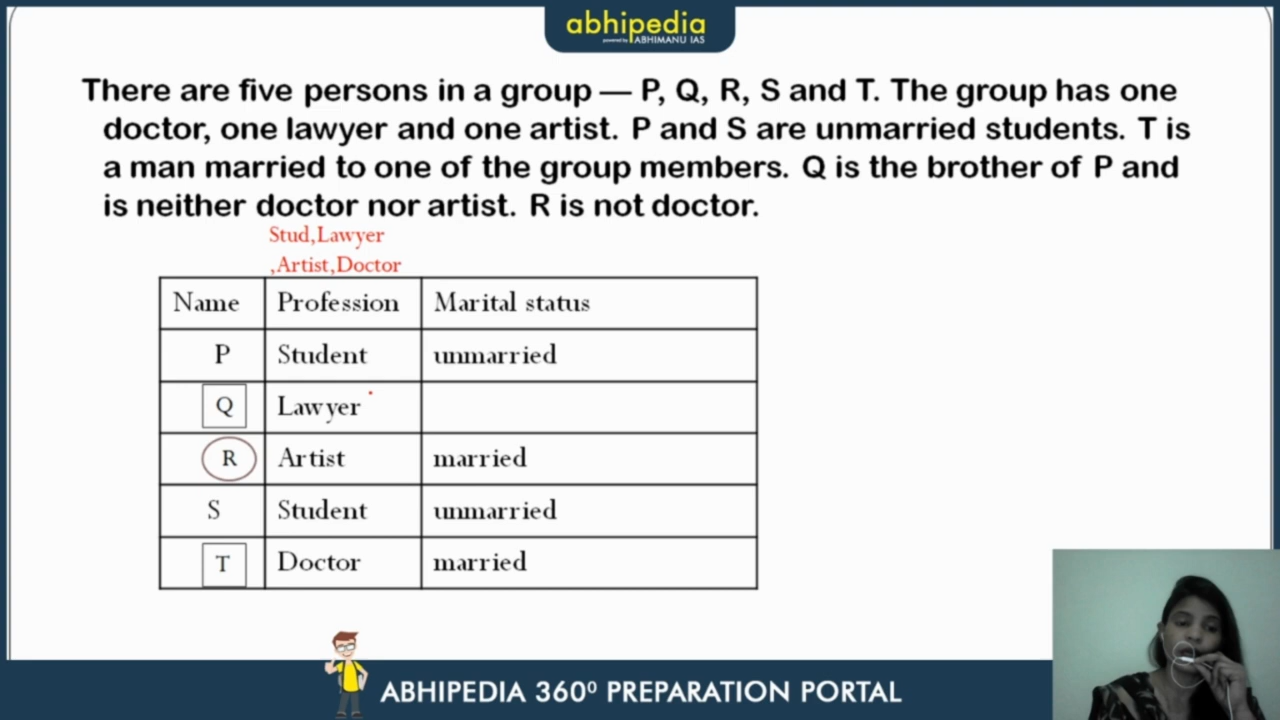 abhipedia
powered by ABHIMANU IAS
There are five persons in a group — P, Q, R, S and T. The group has one
doctor, one lawyer and one artist. P and S are unmarried students. T is
a man married to one of the group members. Q is the brother of P and
is neither doctor nor artist. R is not doctor.
Stud,Lawyer
,Artist,Doctor
Name Profession Marital status
P Student unmarried
Q Lawyer
R Artist married
S Student unmarried
T Doctor married
ABHIPEDIA 360⁰ PREPARATION PORTAL